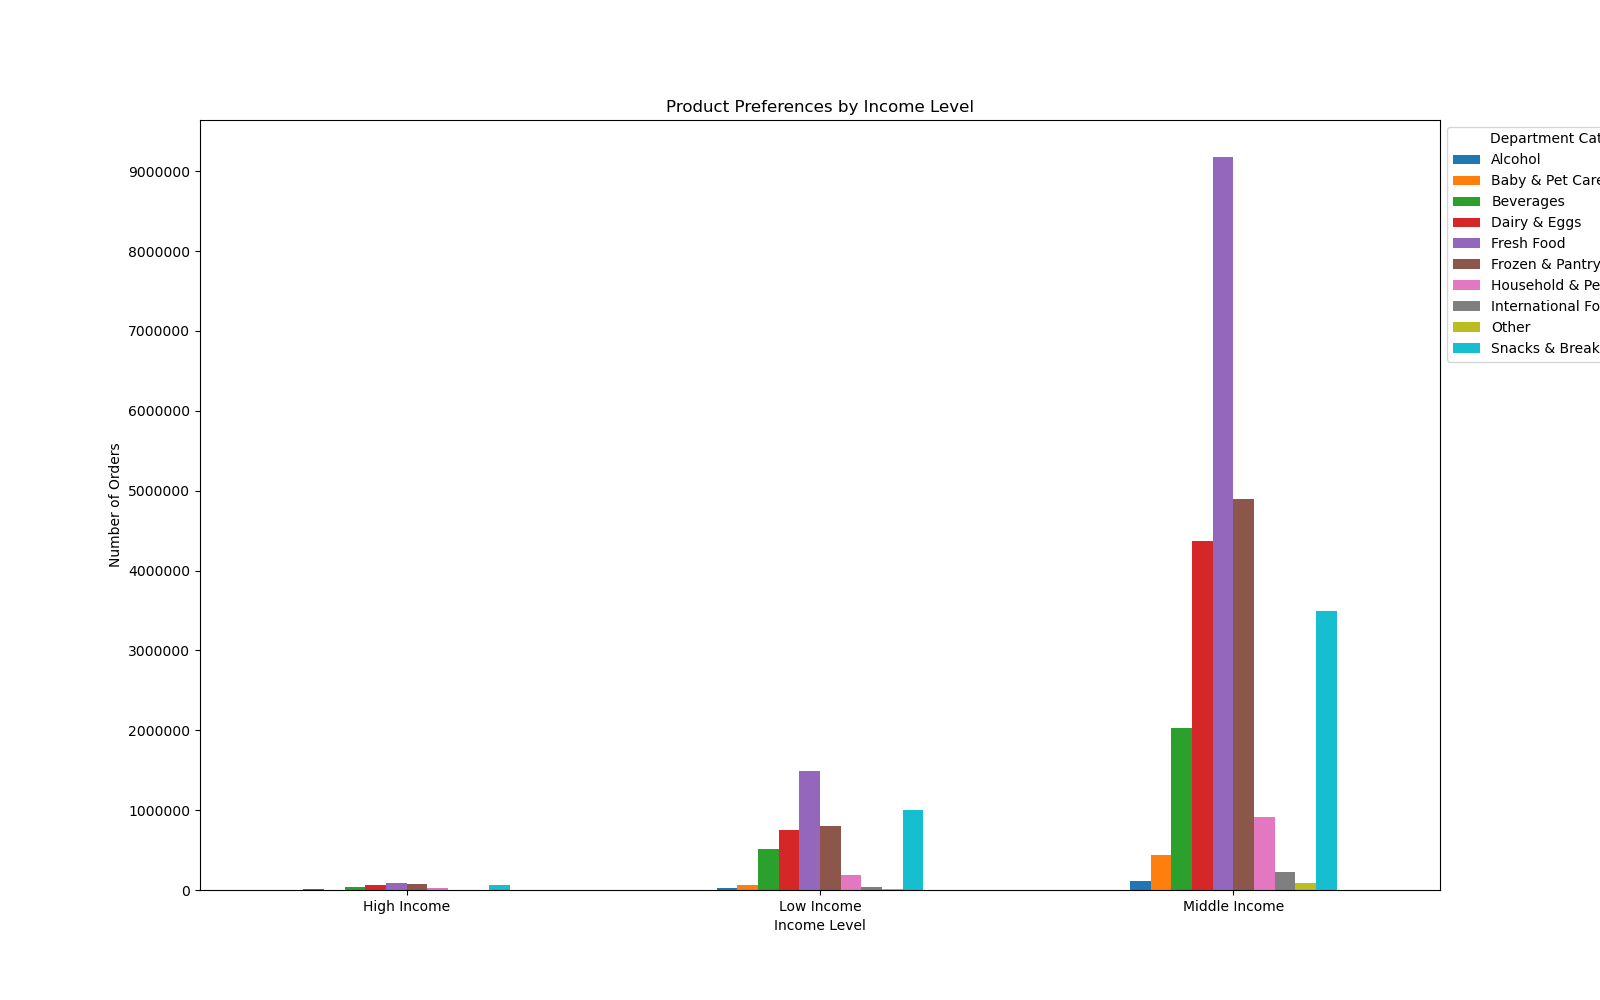 Product Preferences by Income Level
9000000
8000000
7000000
6000000
5000000
4000000
3000000
2000000
1000000
0
Number of Orders
High Income
Low Income
Middle Income
Income Level
Department Cat
Alcohol
Baby & Pet Care
Beverages
Dairy & Eggs
Fresh Food
Frozen & Pantry
Household & Pe
International Fo
Other
Snacks & Break